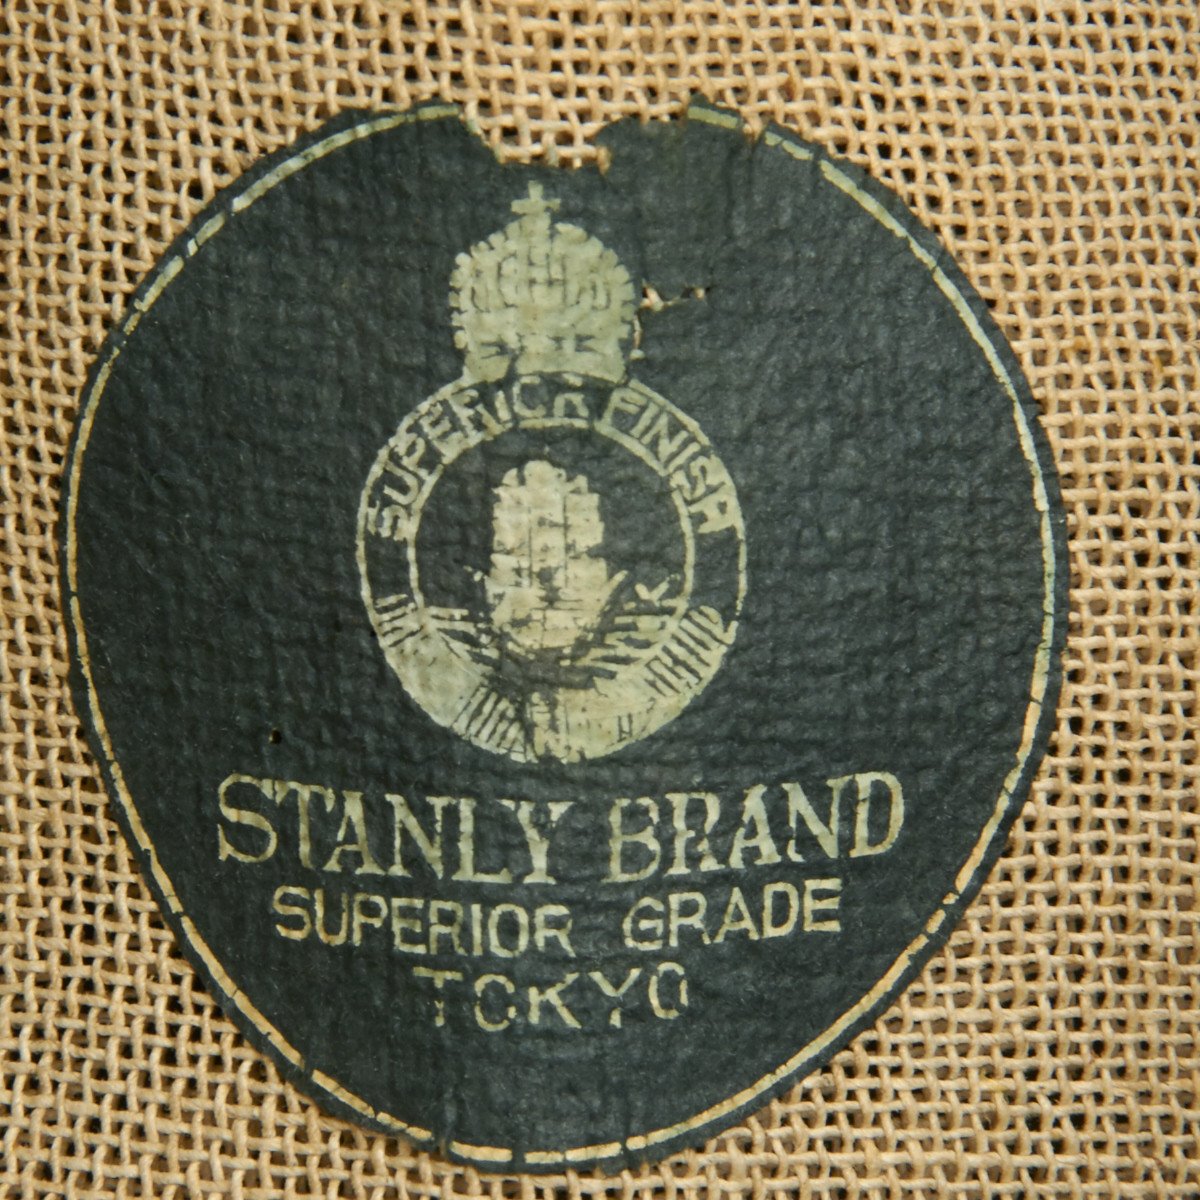 SUPERIOR FINISH
STANLY BRAND
SUPERIOR GRADE
TOKYO